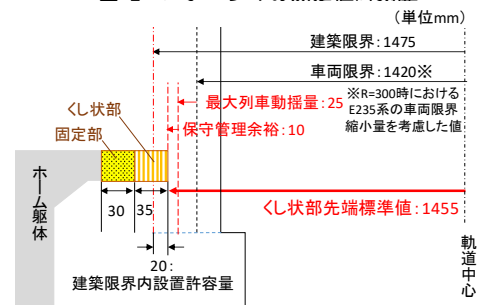 (単位mm)
建築限界:1475
車両限界:1420※
※R=300時における
E235系の車両限界
縮小量を考慮した値
最大列車動揺量:25
保守管理余裕:10
くし状部
固定部
ホーム躯体
30
35
くし状部先端標準値:1455
20:
建築限界内設置許容量
軌道中心